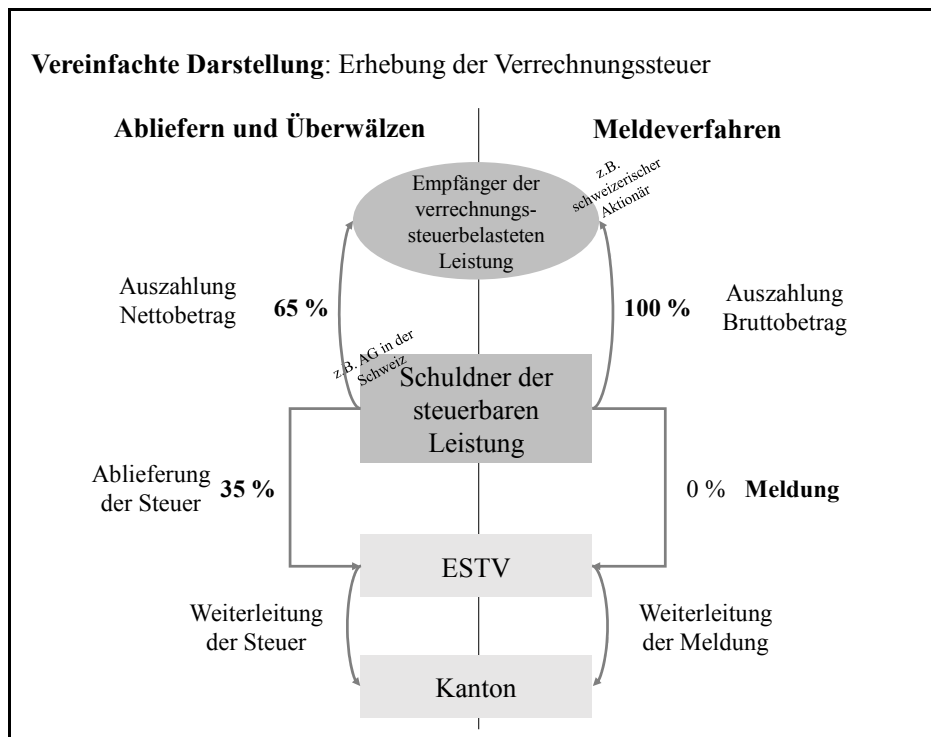 Vereinfachte Darstellung: Erhebung der Verrechnungssteuer
Abliefern und Überwälzen
Meldeverfahren
Empfänger der
verrechnungs-
steuerbelasteten
Leistung
z.B.
schweizerischer
Aktionär
Auszahlung
Nettobetrag
65 %
100 %
Auszahlung
Bruttobetrag
z.B. AG in der
Schweiz
Schuldner der
steuerbaren
Leistung
Ablieferung
der Steuer
35 %
0 %
Meldung
ESTV
Weiterleitung
der Steuer
Weiterleitung
der Meldung
Kanton